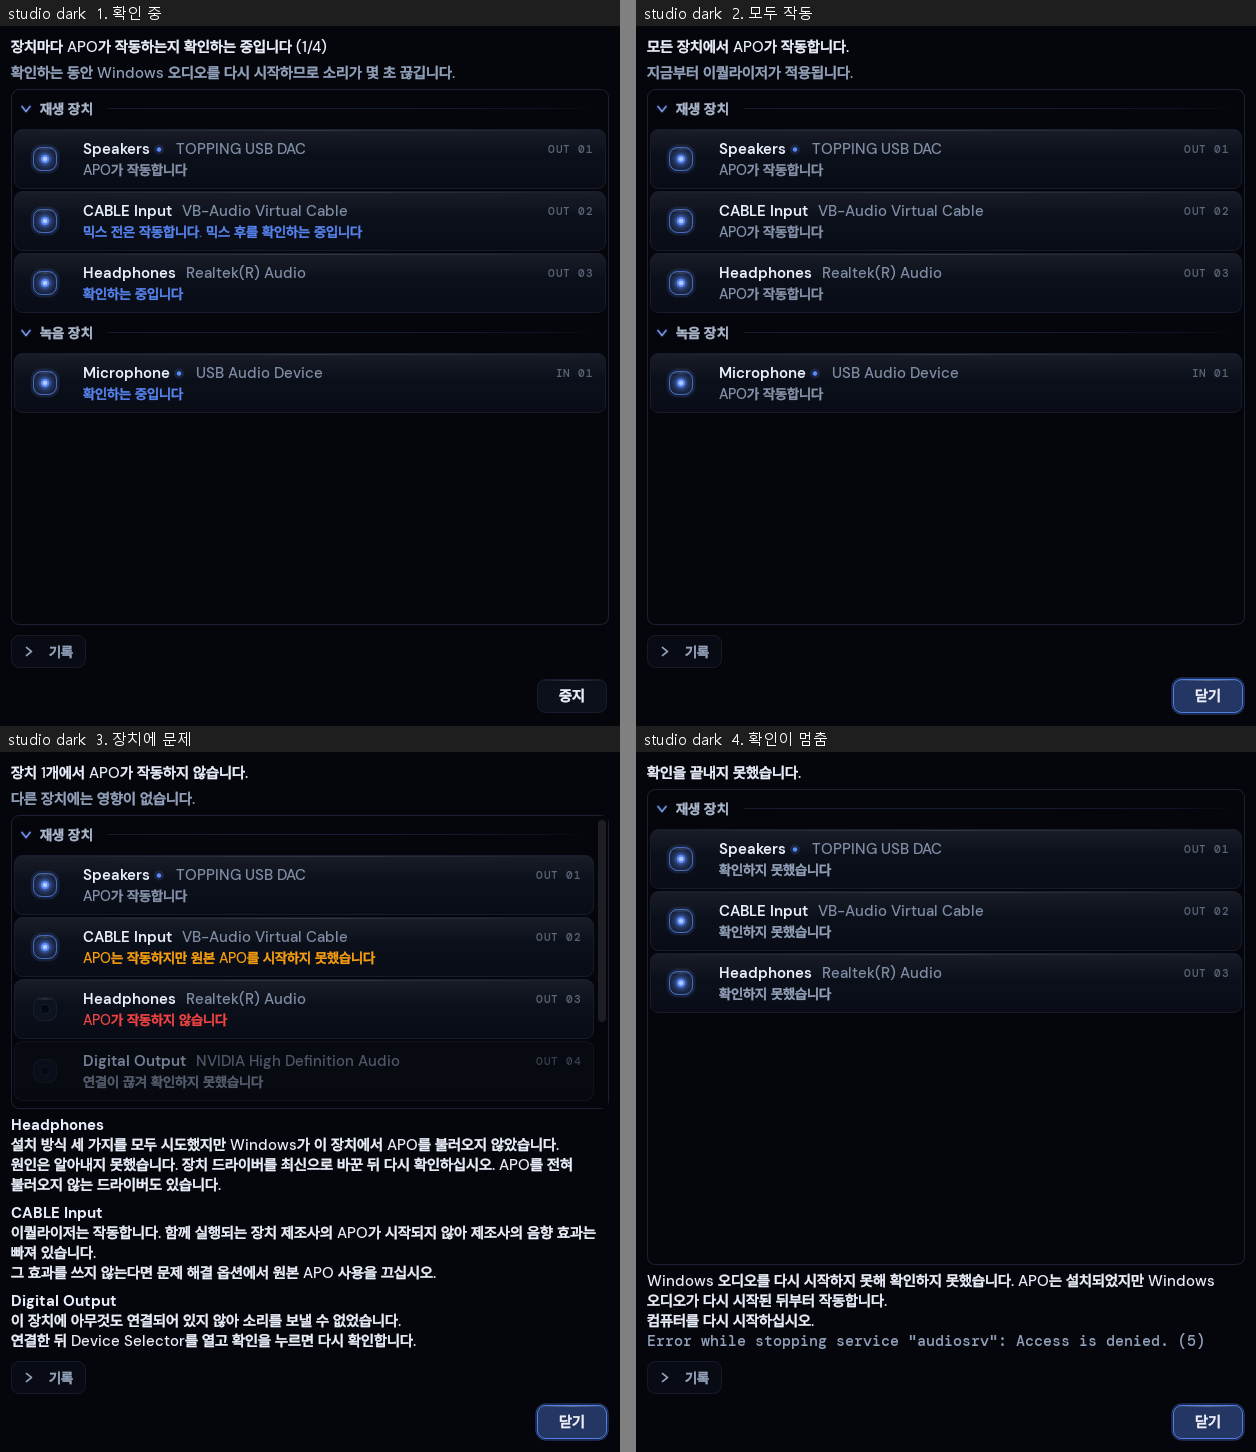 studio dark 1. 확인 중
장치마다 APO가 작동하는지 확인하는 중입니다 (1/4)
확인하는 동안 Windows 오디오를 다시 시작하므로 소리가 몇 초 끊깁니다.
재생 장치
Speakers TOPPING USB DAC OUT 01
APO가 작동합니다
CABLE Input VB-Audio Virtual Cable OUT 02
믹스 전은 작동합니다. 믹스 후를 확인하는 중입니다
Headphones Realtek(R) Audio OUT 03
확인하는 중입니다
녹음 장치
Microphone USB Audio Device IN 01
확인하는 중입니다
기록
중지
studio dark 2. 모두 작동
모든 장치에서 APO가 작동합니다.
지금부터 이퀄라이저가 적용됩니다.
재생 장치
Speakers TOPPING USB DAC OUT 01
APO가 작동합니다
CABLE Input VB-Audio Virtual Cable OUT 02
APO가 작동합니다
Headphones Realtek(R) Audio OUT 03
APO가 작동합니다
녹음 장치
Microphone USB Audio Device IN 01
APO가 작동합니다
기록
닫기
studio dark 3. 장치에 문제
장치 1개에서 APO가 작동하지 않습니다.
다른 장치에는 영향이 없습니다.
재생 장치
Speakers TOPPING USB DAC OUT 01
APO가 작동합니다
CABLE Input VB-Audio Virtual Cable OUT 02
APO는 작동하지만 원본 APO를 시작하지 못했습니다
Headphones Realtek(R) Audio OUT 03
APO가 작동하지 않습니다
Digital Output NVIDIA High Definition Audio OUT 04
연결이 끊겨 확인하지 못했습니다
Headphones
설치 방식 세 가지를 모두 시도했지만 Windows가 이 장치에서 APO를 불러오지 않았습니다.
원인은 알아내지 못했습니다. 장치 드라이버를 최신으로 바꾼 뒤 다시 확인하십시오. APO를 전혀
불러오지 않는 드라이버도 있습니다.
CABLE Input
이퀄라이저는 작동합니다. 함께 실행되는 장치 제조사의 APO가 시작되지 않아 제조사의 음향 효과는
빠져 있습니다.
그 효과를 쓰지 않는다면 문제 해결 옵션에서 원본 APO 사용을 끄십시오.
Digital Output
이 장치에 아무것도 연결되어 있지 않아 소리를 보낼 수 없었습니다.
연결한 뒤 Device Selector를 열고 확인을 누르면 다시 확인합니다.
기록
닫기
studio dark 4. 확인이 멈춤
확인을 끝내지 못했습니다.
재생 장치
Speakers TOPPING USB DAC OUT 01
확인하지 못했습니다
CABLE Input VB-Audio Virtual Cable OUT 02
확인하지 못했습니다
Headphones Realtek(R) Audio OUT 03
확인하지 못했습니다
Windows 오디오를 다시 시작하지 못해 확인하지 못했습니다. APO는 설치되었지만 Windows
오디오가 다시 시작된 뒤부터 작동합니다.
컴퓨터를 다시 시작하십시오.
Error while stopping service "audiosrv": Access is denied. (5)
기록
닫기